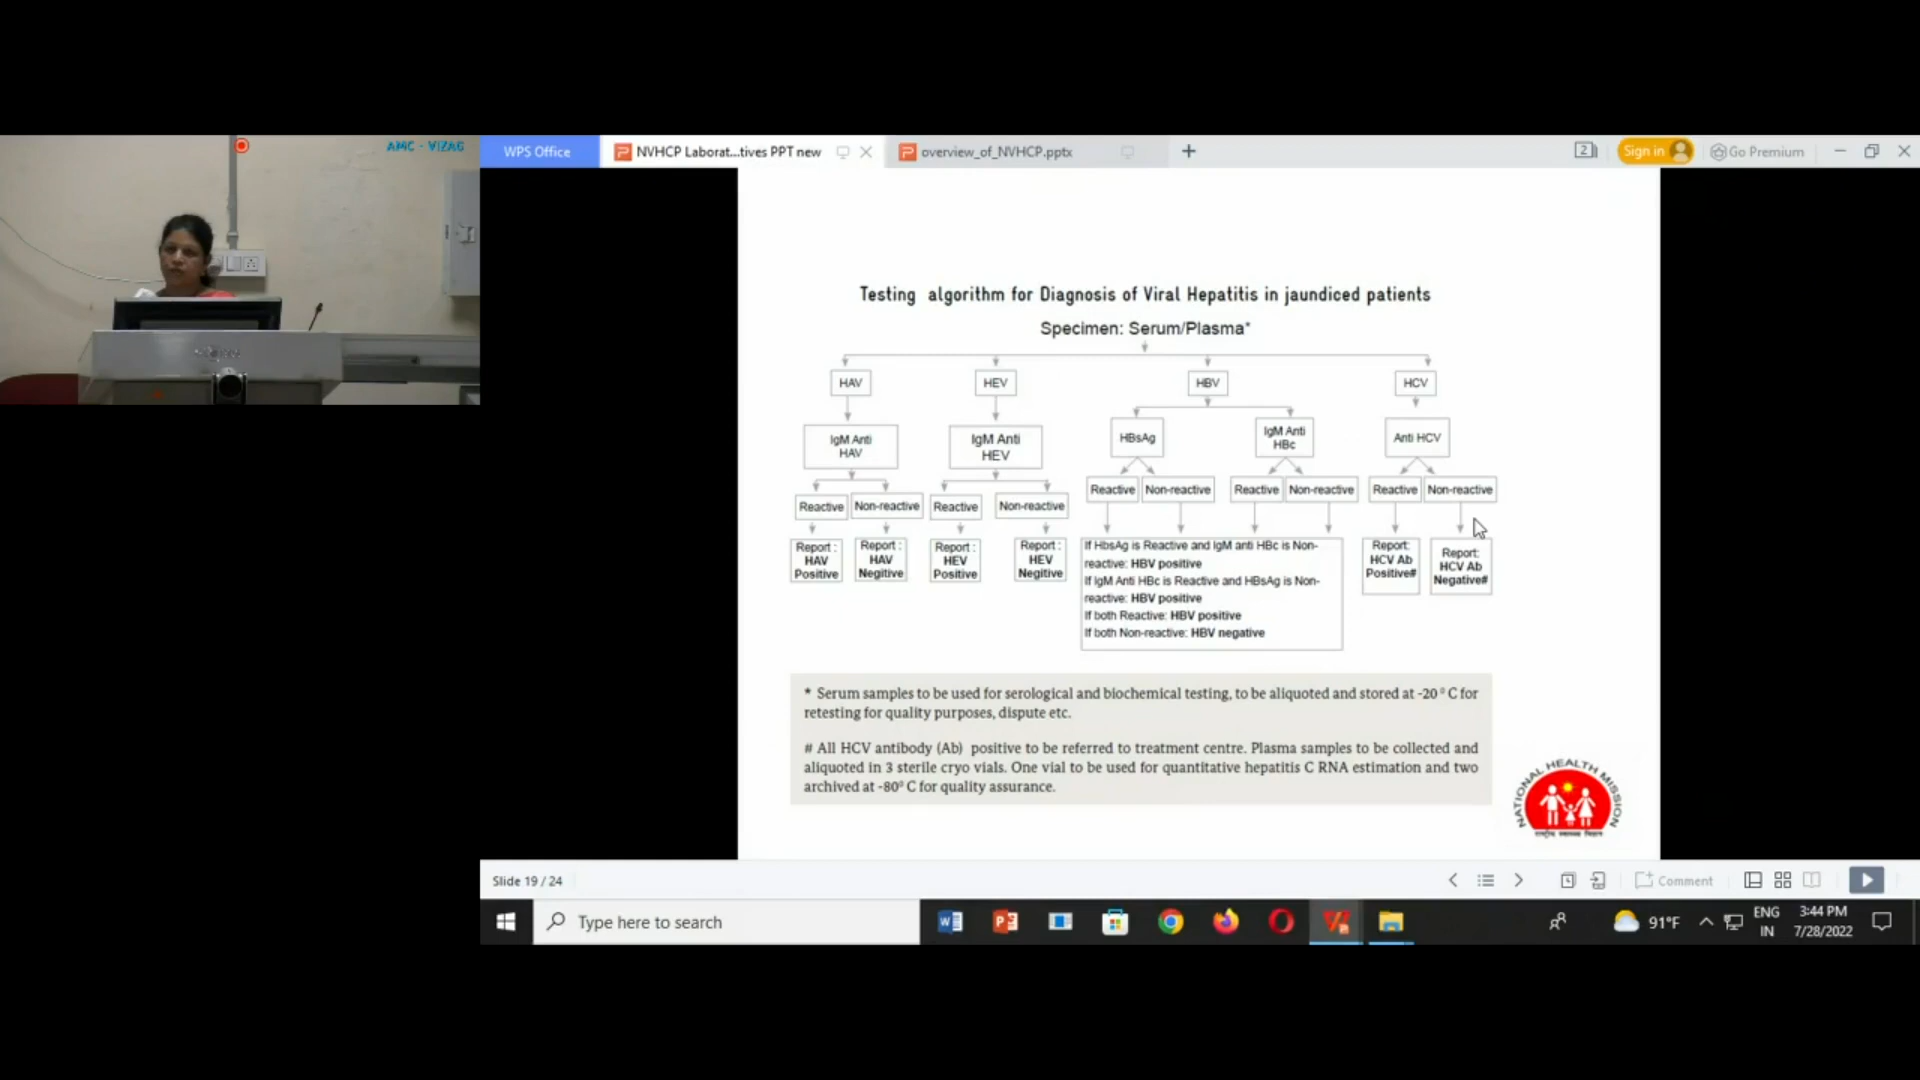 AMC - VIZAG
WPS Office
NVHCP Laborat...tives PPT new
overview_of_NVHCP.pptx
2
Sign in
Go Premium
Testing algorithm for Diagnosis of Viral Hepatitis in jaundiced patients
Specimen: Serum/Plasma*
HAV
HEV
HBV
HCV
IgM Anti
HAV
IgM Anti
HEV
HBsAg
IgM Anti
HBc
Anti HCV
Reactive
Non-reactive
Reactive
Non-reactive
Reactive
Non-reactive
Reactive
Non-reactive
Reactive
Non-reactive
Report :
HAV
Positive
Report :
HAV
Negitive
Report :
HEV
Positive
Report :
HEV
Negitive
If HbsAg is Reactive and IgM anti HBc is Non-
reactive: HBV positive
If IgM Anti HBc is Reactive and HBsAg is Non-
reactive: HBV positive
If both Reactive: HBV positive
If both Non-reactive: HBV negative
Report:
HCV Ab
Positive#
Report:
HCV Ab
Negative#
* Serum samples to be used for serological and biochemical testing, to be aliquoted and stored at -20 ° C for
retesting for quality purposes, dispute etc.
# All HCV antibody (Ab) positive to be referred to treatment centre. Plasma samples to be collected and
aliquoted in 3 sterile cryo vials. One vial to be used for quantitative hepatitis C RNA estimation and two
archived at -80° C for quality assurance.
NATIONAL HEALTH MISSION
राष्ट्रीय स्वास्थ्य मिशन
Slide 19 / 24
Comment
Type here to search
91°F
ENG
IN
3:44 PM
7/28/2022